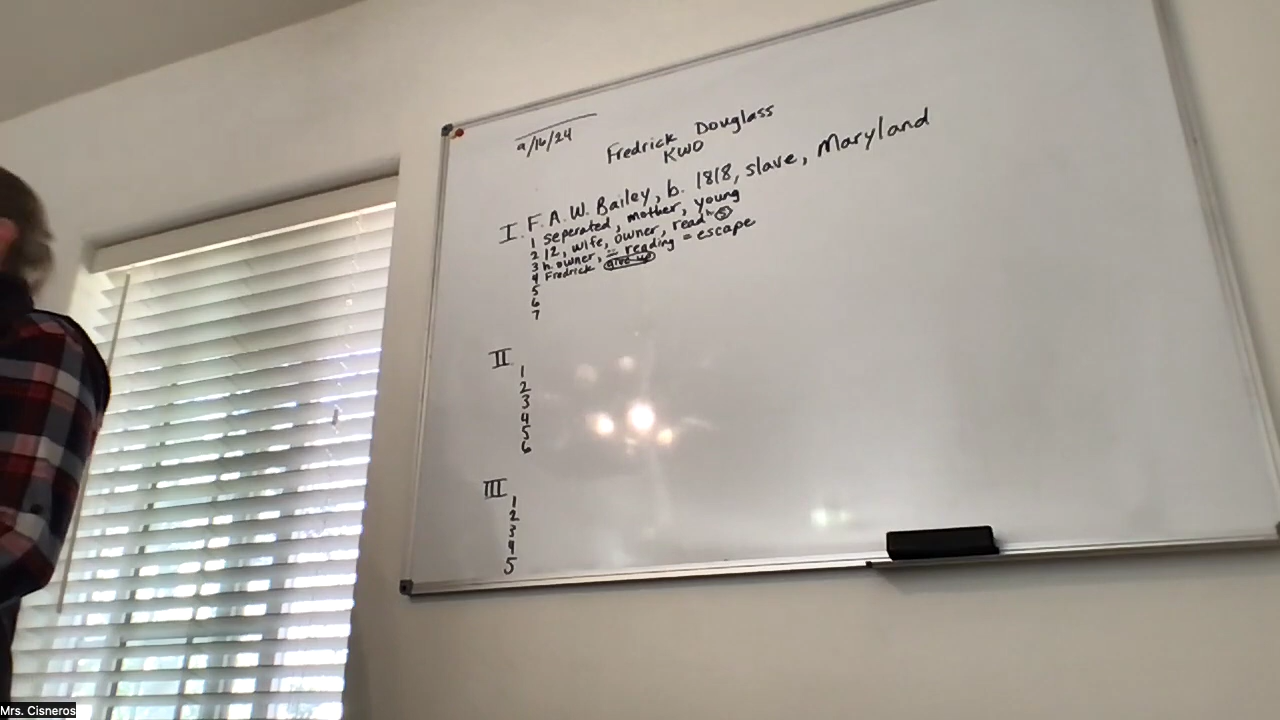 9/16/24
Fredrick Douglass
KWO
I. F. A. W. Bailey, b. 1818, slave, Maryland
1 seperated, mother, young
2 12, wife, owner, read
3 h. owner, reading = escape
4 Fredrick give up
5
6
7
II
1
2
3
4
5
6
III
1
2
3
4
5
Mrs. Cisneros